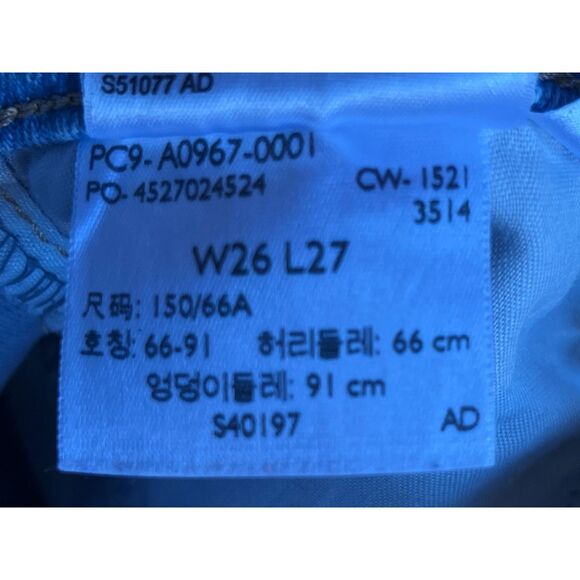 S51077 AD
PC9- A0967-0001
PO- 4527024524 CW- 1521
3514
W26 L27
尺码: 150/66A
호칭: 66-91 허리둘레: 66 cm
엉덩이둘레: 91 cm
S40197 AD